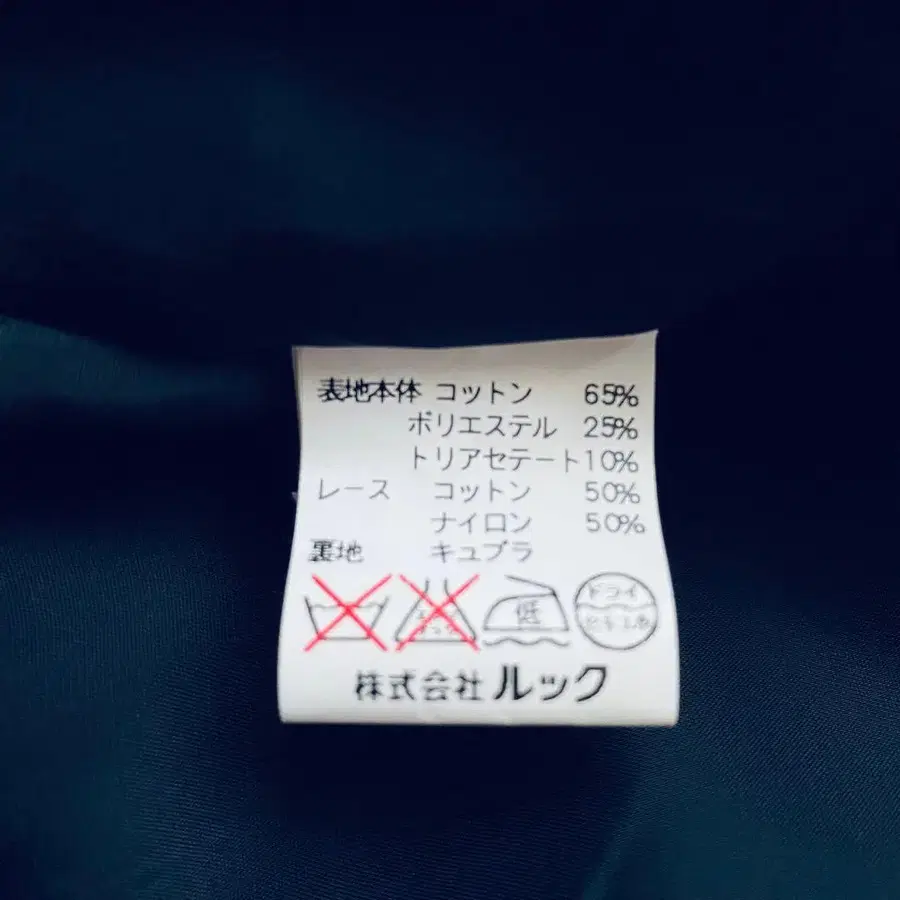 表地本体 コットン 65%
ポリエステル 25%
トリアセテート 10%
レース コットン 50%
ナイロン 50%
裏地 キュプラ
低
ドライ
株式会社 ルック